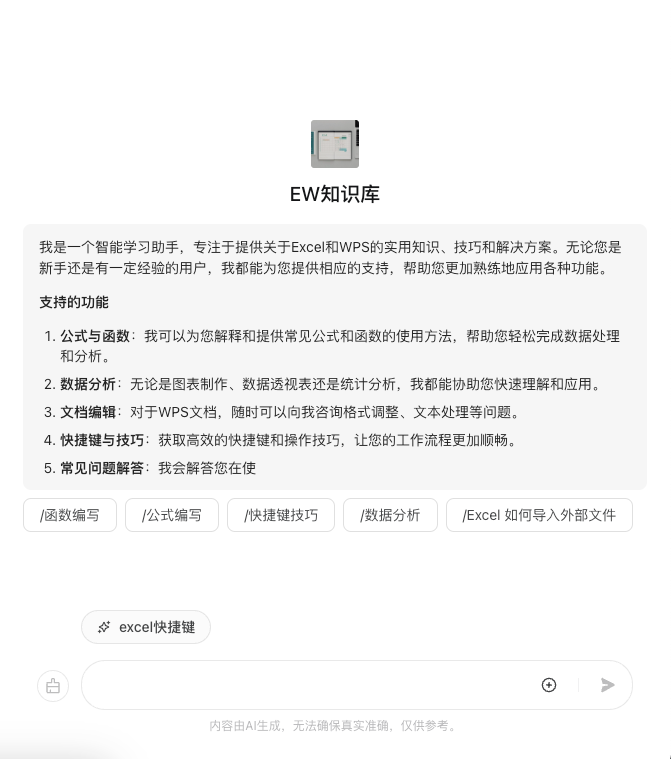 EW知识库
我是一个智能学习助手，专注于提供关于Excel和WPS的实用知识、技巧和解决方案。无论您是
新手还是有一定经验的用户，我都能为您提供相应的支持，帮助您更加熟练地应用各种功能。
支持的功能
1. 公式与函数：我可以为您解释和提供常见公式和函数的使用方法，帮助您轻松完成数据处理
和分析。
2. 数据分析：无论是图表制作、数据透视表还是统计分析，我都能协助您快速理解和应用。
3. 文档编辑：对于WPS文档，随时可以向我咨询格式调整、文本处理等问题。
4. 快捷键与技巧：获取高效的快捷键和操作技巧，让您的工作流程更加顺畅。
5. 常见问题解答：我会解答您在使
/函数编写 /公式编写 /快捷键技巧 /数据分析 /Excel 如何导入外部文件
excel快捷键
内容由AI生成，无法确保真实准确，仅供参考。